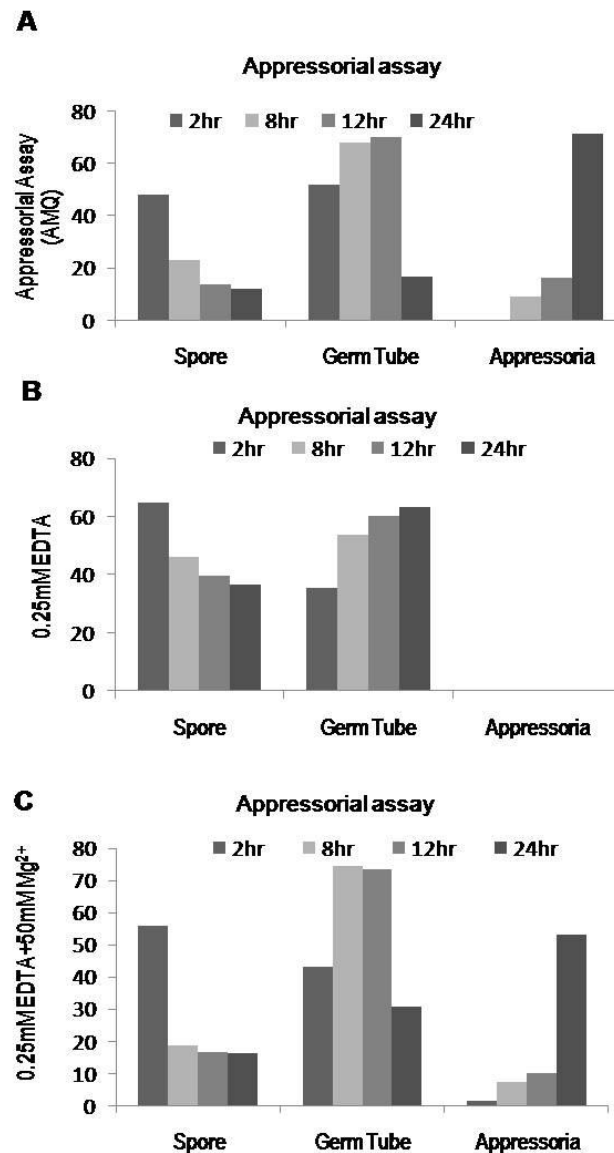 A
Appressorial assay
2hr 8hr 12hr 24hr
Appressorial Assay
(AMQ)
80
60
40
20
0
Spore Germ Tube Appressoria
B
Appressorial assay
2hr 8hr 12hr 24hr
0.25mMEDTA
80
60
40
20
0
Spore Germ Tube Appressoria
C
Appressorial assay
2hr 8hr 12hr 24hr
0.25mMEDTA+50mMMg²⁺
80
70
60
50
40
30
20
10
0
Spore Germ Tube Appressoria